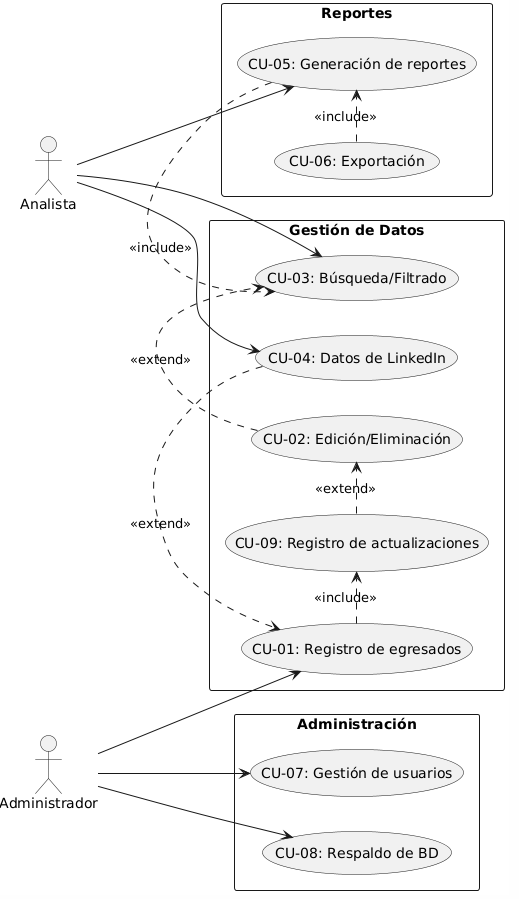 Reportes
CU-05: Generación de reportes
«include»
CU-06: Exportación
Analista
Gestión de Datos
«include»
CU-03: Búsqueda/Filtrado
«extend»
CU-04: Datos de LinkedIn
CU-02: Edición/Eliminación
«extend»
«extend»
CU-09: Registro de actualizaciones
«include»
CU-01: Registro de egresados
Administración
CU-07: Gestión de usuarios
Administrador
CU-08: Respaldo de BD